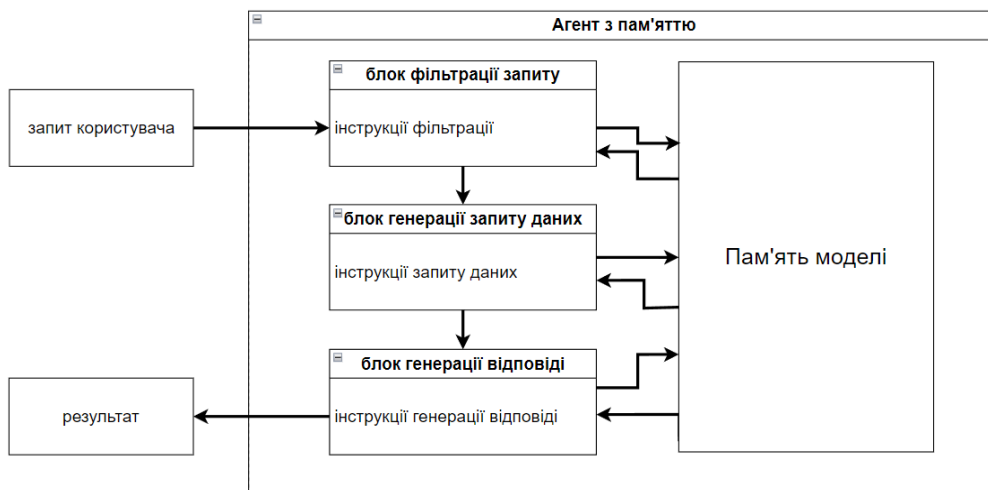 Агент з пам'яттю
блок фільтрації запиту
запит користувача
інструкції фільтрації
блок генерації запиту даних
інструкції запиту даних
Пам'ять моделі
блок генерації відповіді
результат
інструкції генерації відповіді